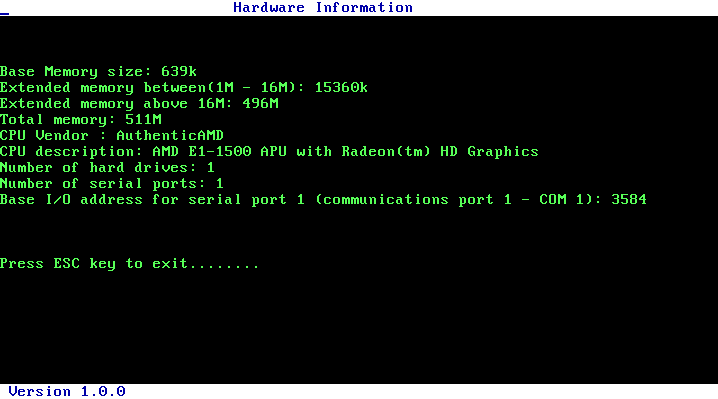 Hardware Information
Base Memory size: 639k
Extended memory between(1M - 16M): 15360k
Extended memory above 16M: 496M
Total memory: 511M
CPU Vendor : AuthenticAMD
CPU description: AMD E1-1500 APU with Radeon(tm) HD Graphics
Number of hard drives: 1
Number of serial ports: 1
Base I/O address for serial port 1 (communications port 1 - COM 1): 3584
Press ESC key to exit........
Version 1.0.0